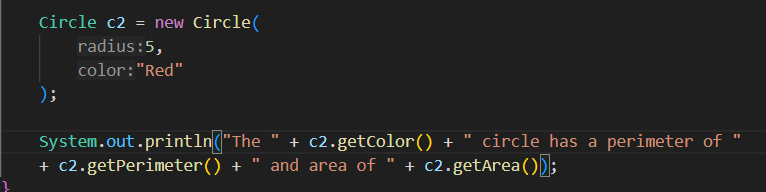 Circle c2 = new Circle(
radius:5,
color:"Red"
);
System.out.println("The " + c2.getColor() + " circle has a perimeter of "
+ c2.getPerimeter() + " and area of " + c2.getArea());
}